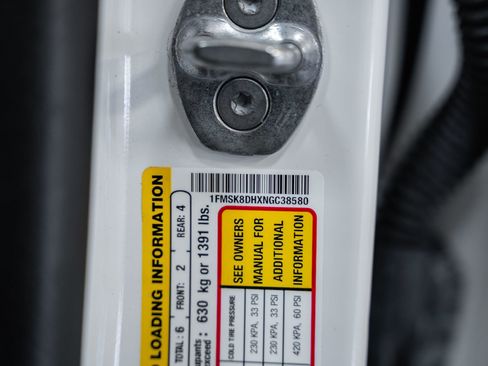 1FMSK8DHXNGC38580
LOADING INFORMATION
TOTAL: 6 FRONT: 2 REAR: 4
exceed: 630 kg or 1391 lbs.
SEE OWNERS
MANUAL FOR
ADDITIONAL
INFORMATION
COLD TIRE PRESSURE
230 KPA, 33 PSI
230 KPA, 33 PSI
420 KPA, 60 PSI